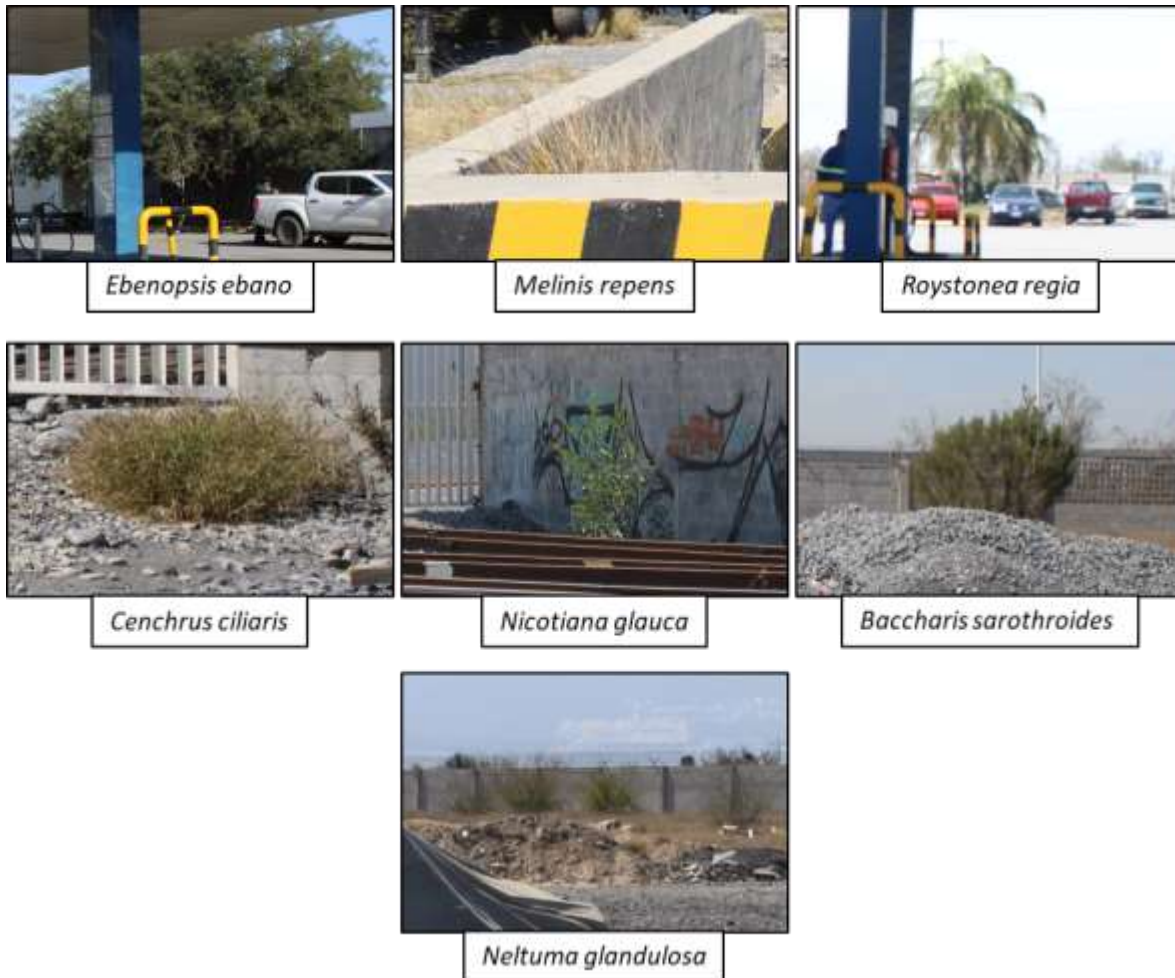 Ebenopsis ebano
Melinis repens
Roystonea regia
Cenchrus ciliaris
Nicotiana glauca
Baccharis sarothroides
Neltuma glandulosa